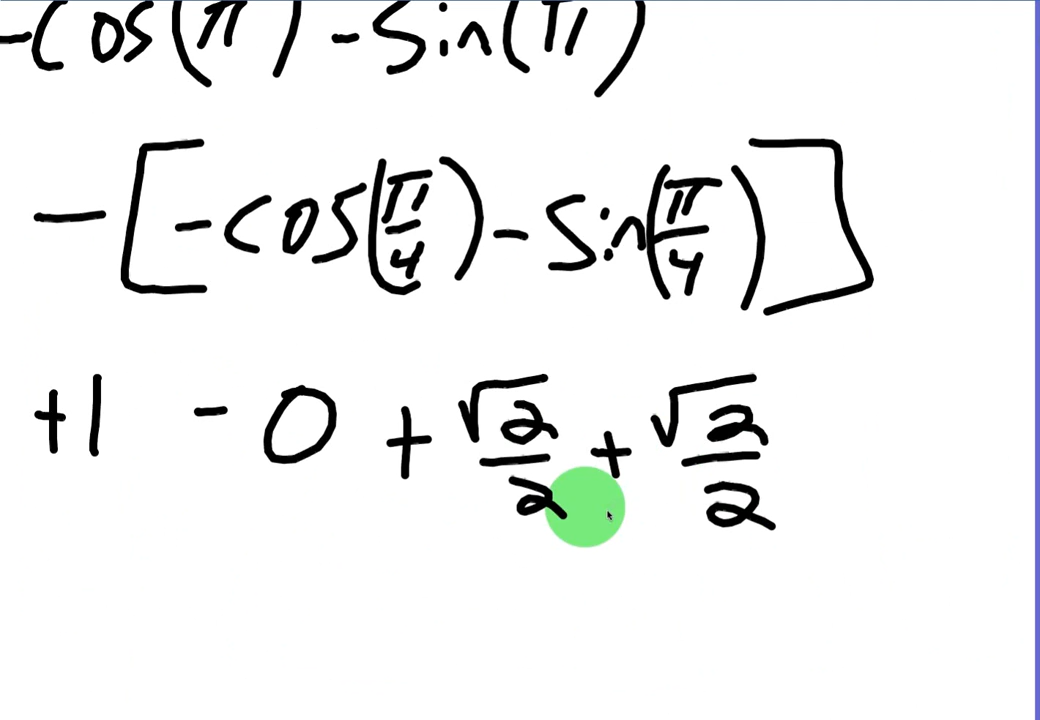 -cos(π) - sin(π)
- [-cos(π/4) - sin(π/4)]
+1 - 0 + √2/2 + √2/2